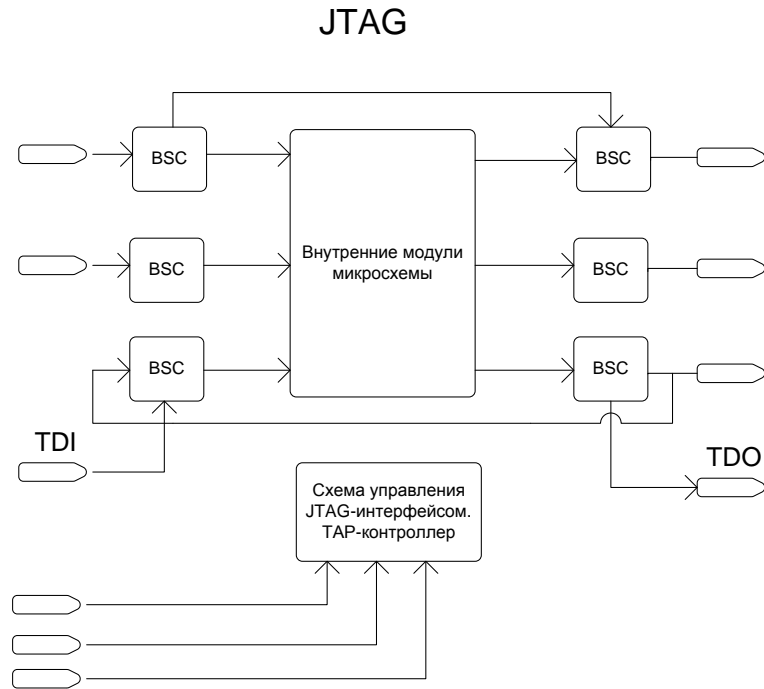 JTAG
BSC
BSC
BSC
BSC
Внутренние модули
микросхемы
BSC
BSC
TDI
TDO
Схема управления
JTAG-интерфейсом.
TAP-контроллер